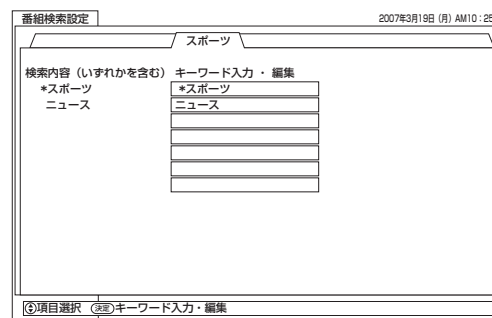 番組検索設定 2007年3月19日 (月) AM10:25
スポーツ
検索内容（いずれかを含む） キーワード入力 ・ 編集
*スポーツ *スポーツ
ニュース ニュース
項目選択 決定 キーワード入力・編集